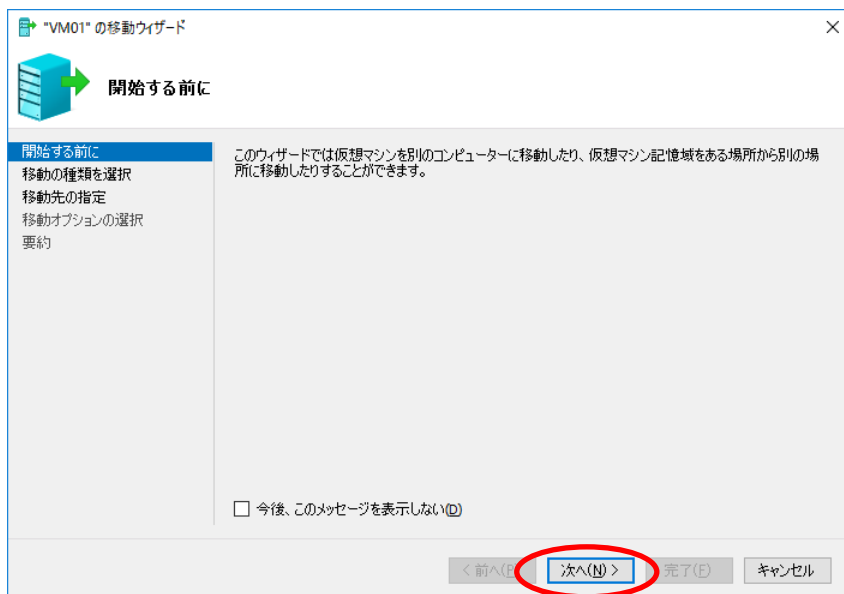 "VM01" の移動ウィザード
開始する前に
開始する前に
移動の種類を選択
移動先の指定
移動オプションの選択
要約
このウィザードでは仮想マシンを別のコンピューターに移動したり、仮想マシン記憶域をある場所から別の場
所に移動したりすることができます。
今後、このメッセージを表示しない(D)
< 前へ(P
次へ(N) >
完了(F)
キャンセル